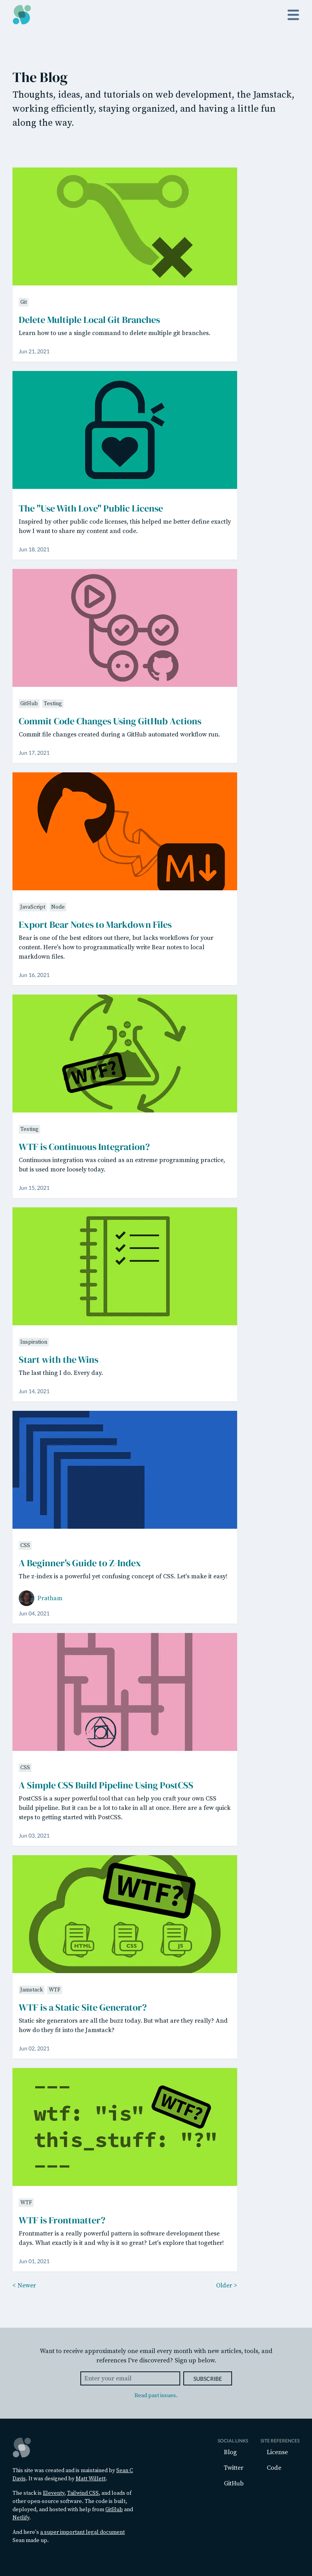 The Blog
Thoughts, ideas, and tutorials on web development, the Jamstack,
working efficiently, staying organized, and having a little fun
along the way.
Git
Delete Multiple Local Git Branches
Learn how to use a single command to delete multiple git branches.
Jun 21, 2021
The "Use With Love" Public License
Inspired by other public code licenses, this helped me better define exactly
how I want to share my content and code.
Jun 18, 2021
GitHub Testing
Commit Code Changes Using GitHub Actions
Commit file changes created during a GitHub automated workflow run.
Jun 17, 2021
M
JavaScript Node
Export Bear Notes to Markdown Files
Bear is one of the best editors out there, but lacks workflows for your
content. Here's how to programmatically write Bear notes to local
markdown files.
Jun 16, 2021
WTF?
Testing
WTF is Continuous Integration?
Continuous integration was coined as an extreme programming practice,
but is used more loosely today.
Jun 15, 2021
Inspiration
Start with the Wins
The last thing I do. Every day.
Jun 14, 2021
CSS
A Beginner's Guide to Z-Index
The z-index is a powerful yet confusing concept of CSS. Let's make it easy!
Pratham
Jun 04, 2021
CSS
A Simple CSS Build Pipeline Using PostCSS
PostCSS is a super powerful tool that can help you craft your own CSS
build pipeline. But it can be a lot to take in all at once. Here are a few quick
steps to getting started with PostCSS.
Jun 03, 2021
WTF?
HTML CSS JS
Jamstack WTF
WTF is a Static Site Generator?
Static site generators are all the buzz today. But what are they really? And
how do they fit into the Jamstack?
Jun 02, 2021
---
wtf: "is"
WTF?
this_stuff: "?"
---
WTF
WTF is Frontmatter?
Frontmatter is a really powerful pattern in software development these
days. What exactly is it and why is it so great? Let's explore that together!
Jun 01, 2021
< Newer Older >
Want to receive approximately one email every month with new articles, tools, and
references I've discovered? Sign up below.
Enter your email SUBSCRIBE
Read past issues.
This site was created and is maintained by Sean C
Davis. It was designed by Matt Willett.
The stack is Eleventy, Tailwind CSS, and loads of
other open-source software. The code is built,
deployed, and hosted with help from GitHub and
Netlify.
And here's a super important legal document
Sean made up.
SOCIAL LINKS
Blog
Twitter
GitHub
SITE REFERENCES
License
Code